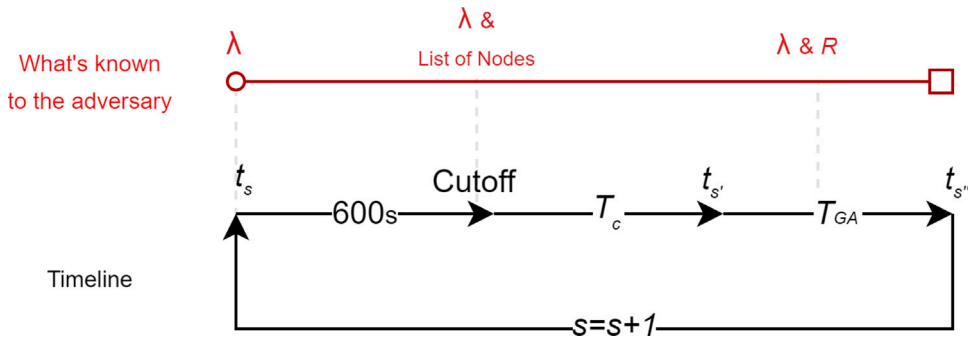 λ
λ &
List of Nodes
λ & R
What's known
to the adversary
t_s
Cutoff
t_s'
t_s"
600s
T_c
T_GA
Timeline
s=s+1